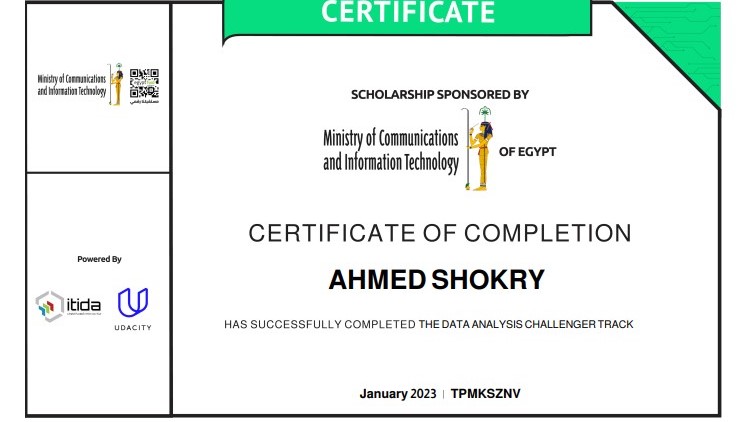 CERTIFICATE
Ministry of Communications
and Information Technology
مستقبلنا رقمي
SCHOLARSHIP SPONSORED BY
Ministry of Communications
and Information Technology
OF EGYPT
CERTIFICATE OF COMPLETION
AHMED SHOKRY
HAS SUCCESSFULLY COMPLETED THE DATA ANALYSIS CHALLENGER TRACK
Powered By
itida
UDACITY
January 2023 | TPMKSZNV